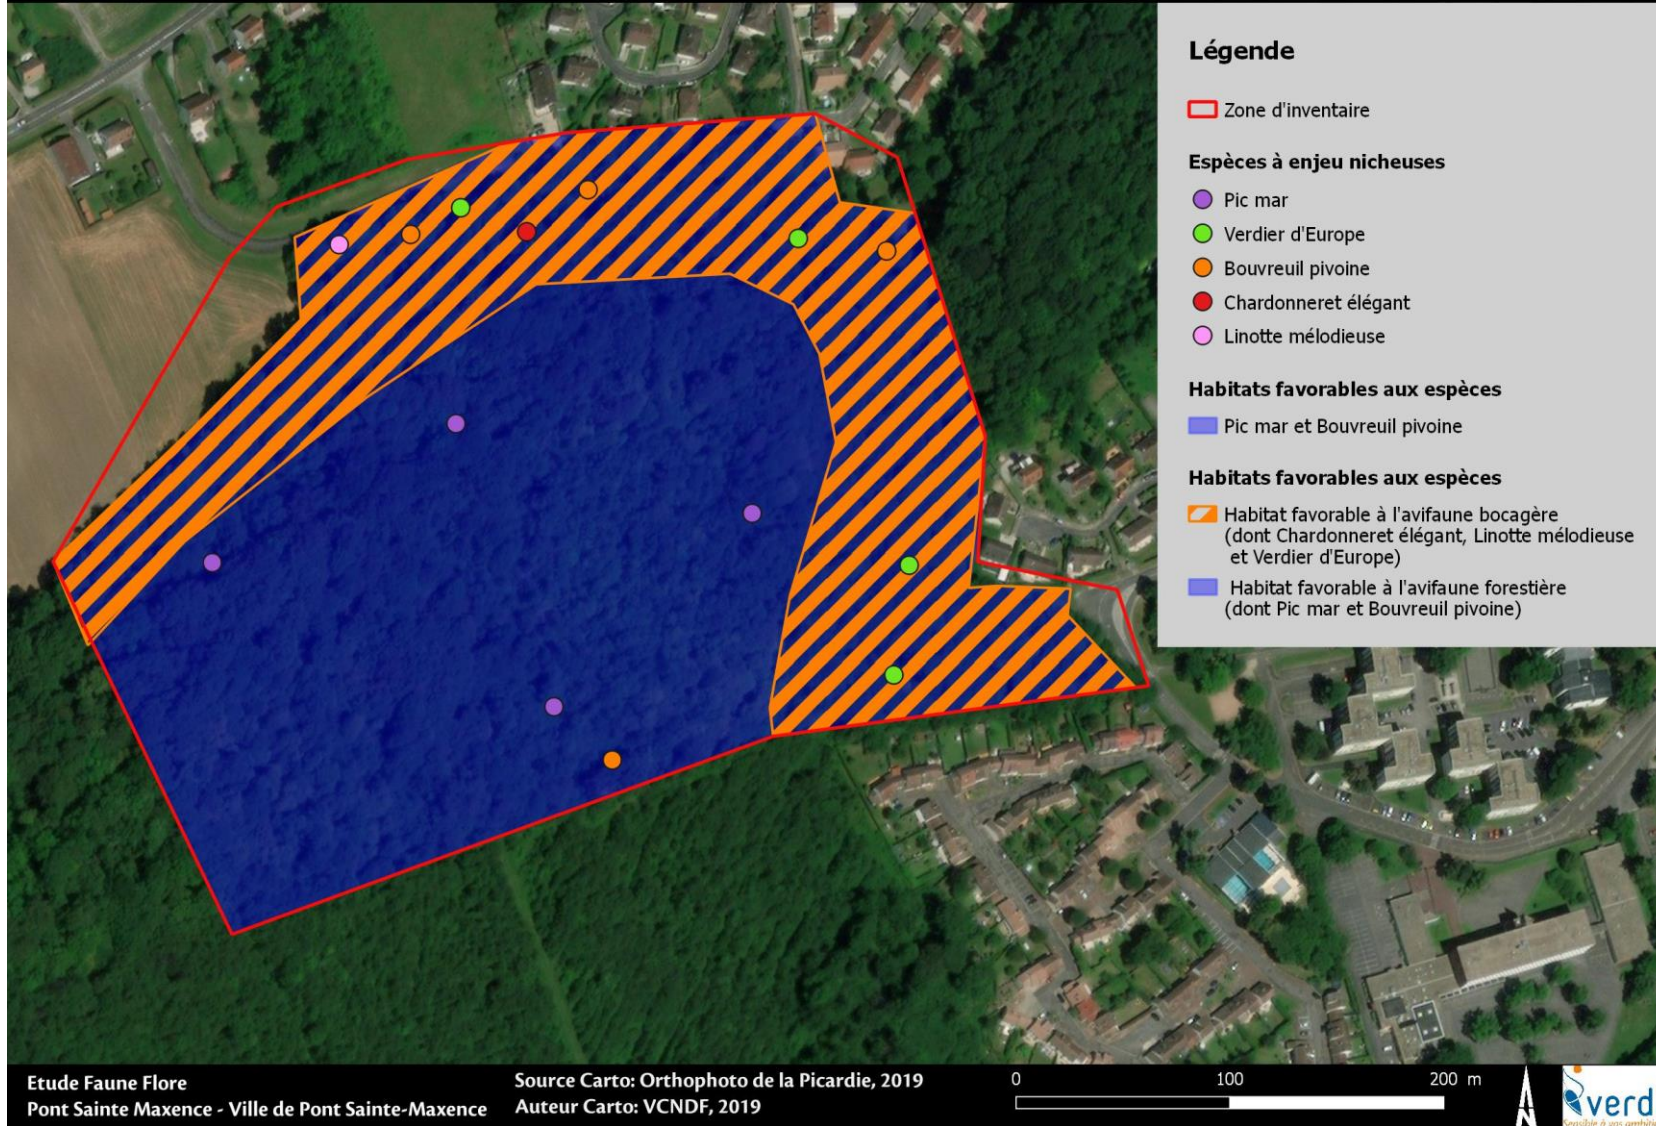 Légende
Zone d'inventaire
Espèces à enjeu nicheuses
Pic mar
Verdier d'Europe
Bouvreuil pivoine
Chardonneret élégant
Linotte mélodieuse
Habitats favorables aux espèces
Pic mar et Bouvreuil pivoine
Habitats favorables aux espèces
Habitat favorable à l'avifaune bocagère
(dont Chardonneret élégant, Linotte mélodieuse
et Verdier d'Europe)
Habitat favorable à l'avifaune forestière
(dont Pic mar et Bouvreuil pivoine)
Etude Faune Flore
Pont Sainte Maxence - Ville de Pont Sainte-Maxence
Source Carto: Orthophoto de la Picardie, 2019
Auteur Carto: VCNDF, 2019
0 100 200 m
N
verd
Sensible à vos